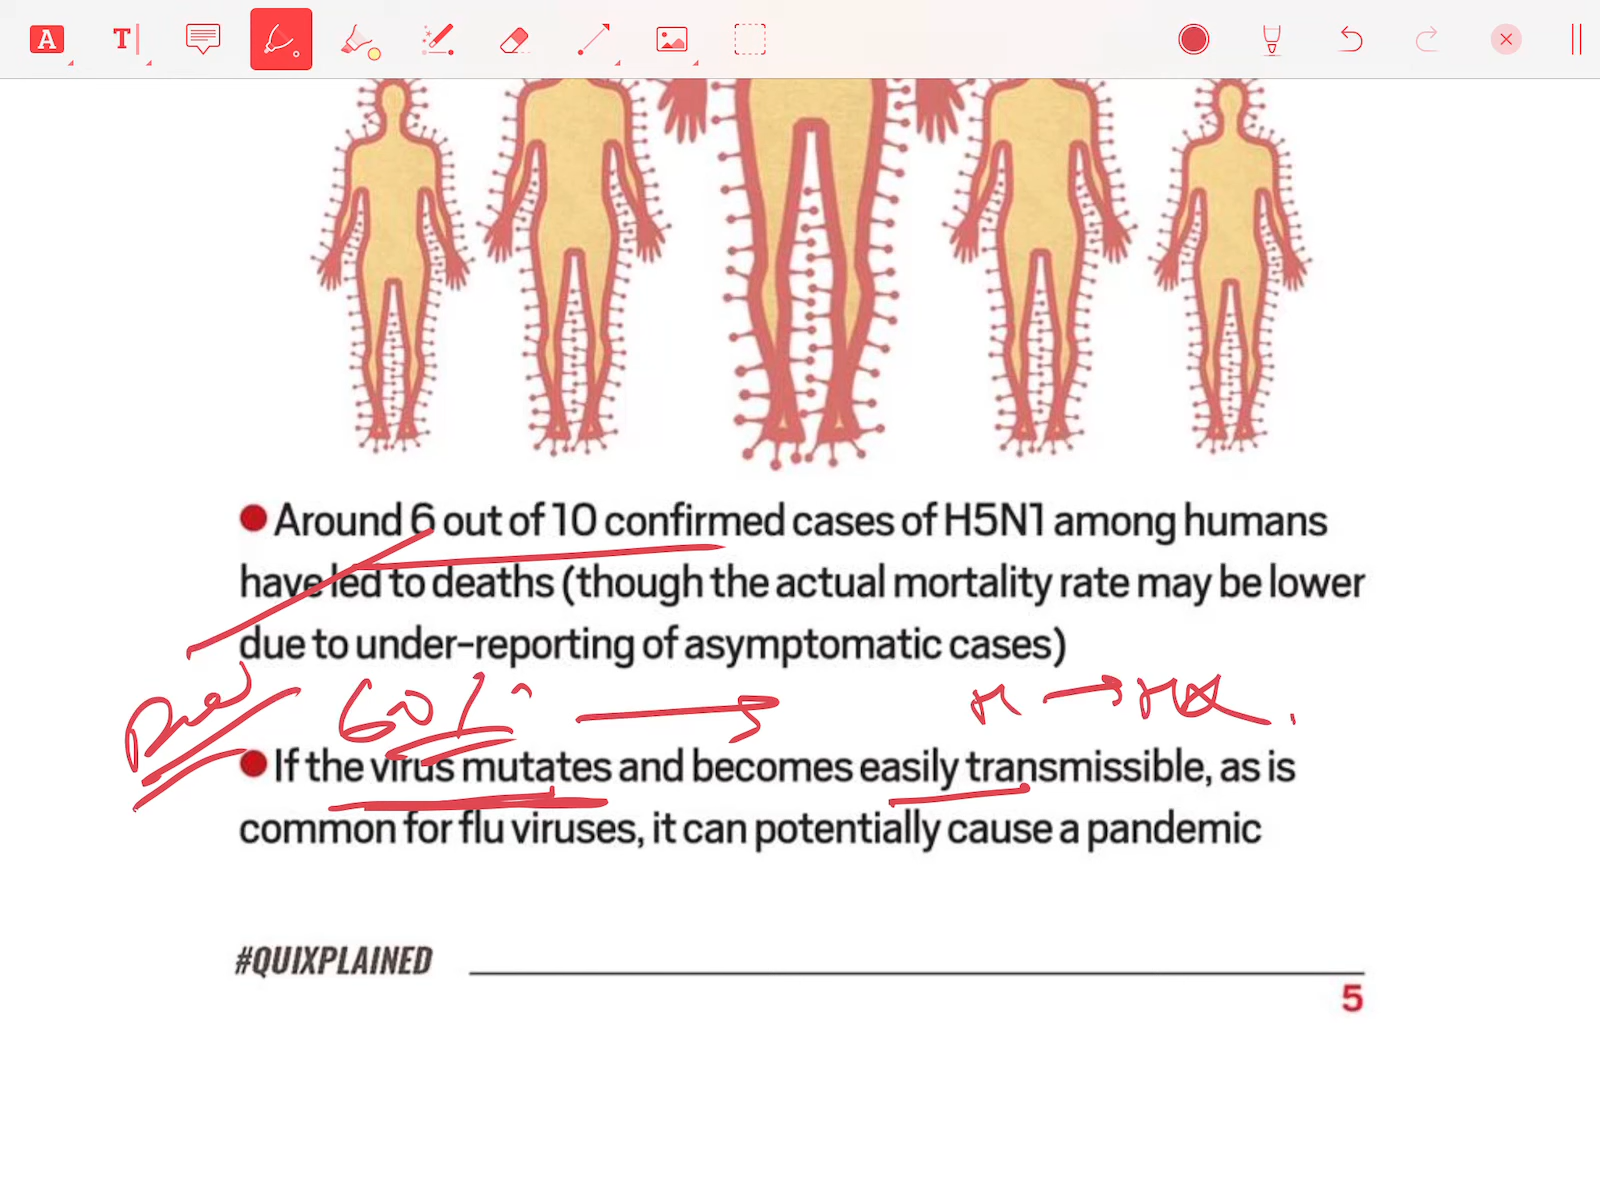 A T
● Around 6 out of 10 confirmed cases of H5N1 among humans
have led to deaths (though the actual mortality rate may be lower
due to under-reporting of asymptomatic cases)
60%
● If the virus mutates and becomes easily transmissible, as is
common for flu viruses, it can potentially cause a pandemic
#QUIXPLAINED
5